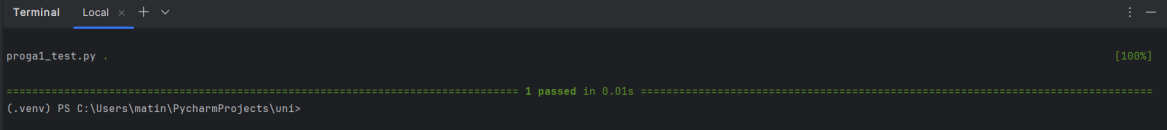 Terminal Local × + ∨ ⋮ —
proga1_test.py . [100%]
================================================================================ 1 passed in 0.01s ================================================================================
(.venv) PS C:\Users\matin\PycharmProjects\uni>